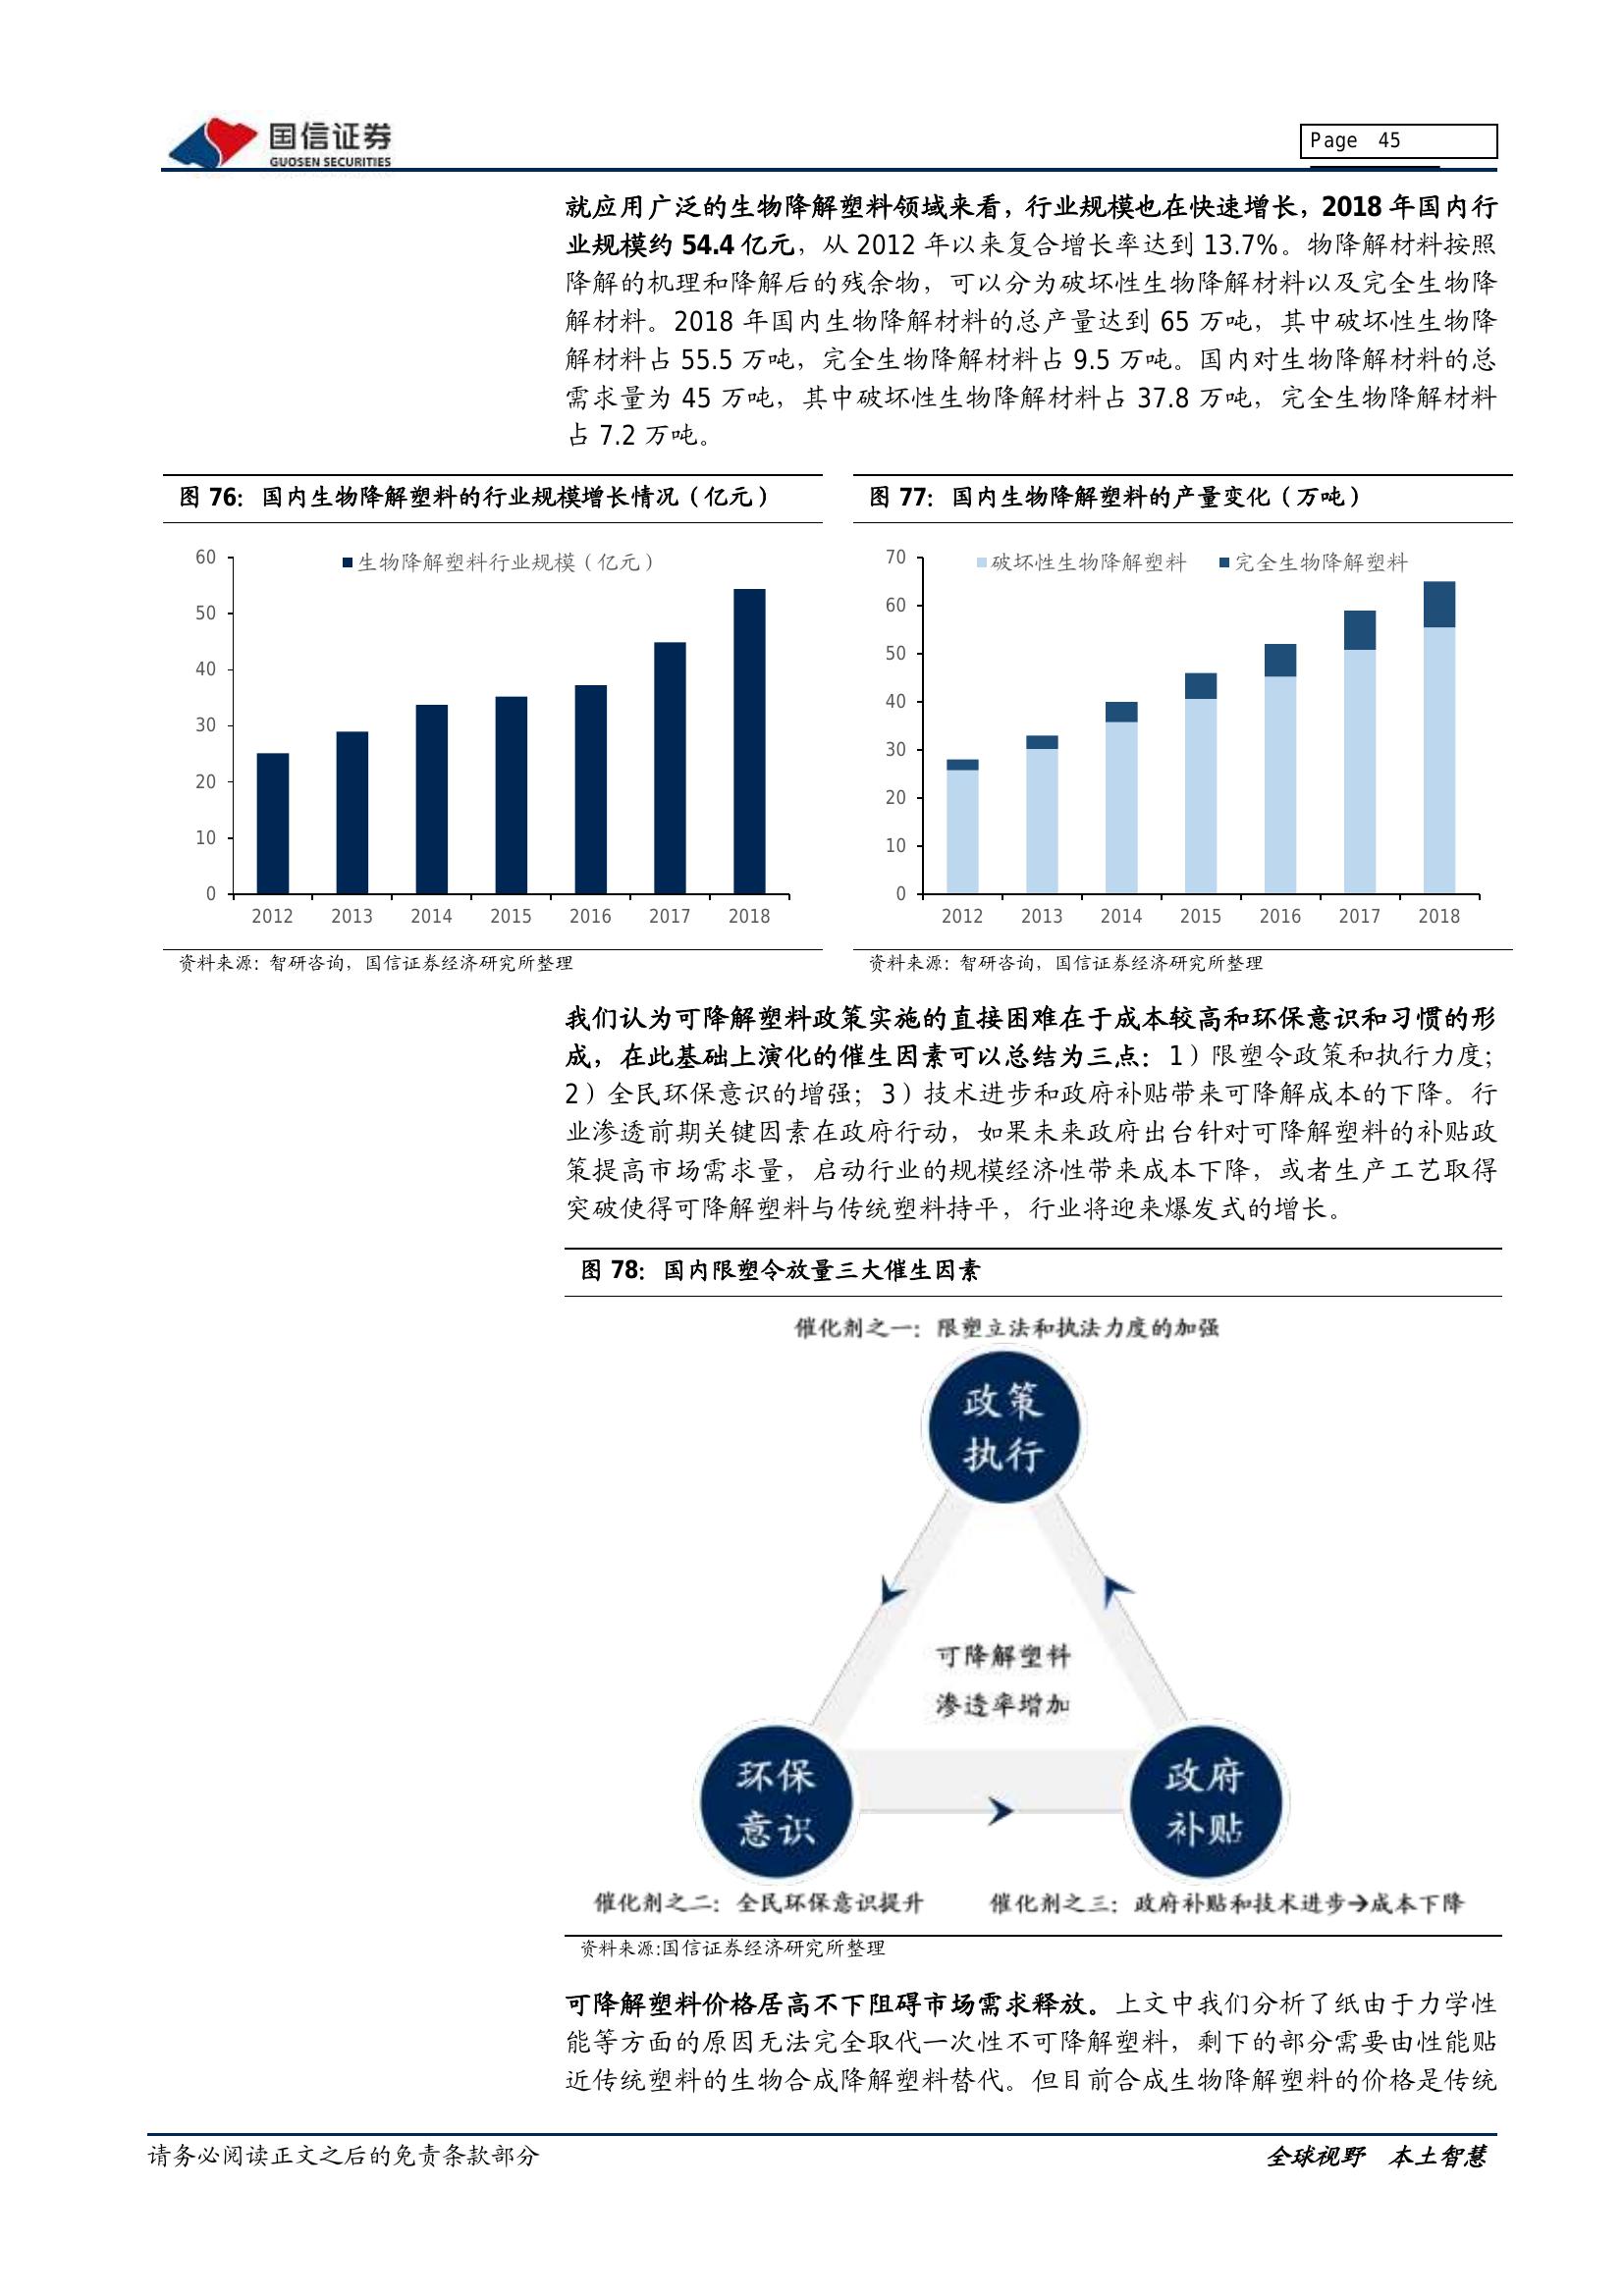 国信证券
GUOSEN SECURITIES
Page 45
就应用广泛的生物降解塑料领域来看，行业规模也在快速增长，2018 年国内行
业规模约 54.4 亿元，从 2012 年以来复合增长率达到 13.7%。物降解材料按照
降解的机理和降解后的残余物，可以分为破坏性生物降解材料以及完全生物降
解材料。2018 年国内生物降解材料的总产量达到 65 万吨，其中破坏性生物降
解材料占 55.5 万吨，完全生物降解材料占 9.5 万吨。国内对生物降解材料的总
需求量为 45 万吨，其中破坏性生物降解材料占 37.8 万吨，完全生物降解材料
占 7.2 万吨。
图 76：国内生物降解塑料的行业规模增长情况（亿元）
生物降解塑料行业规模（亿元）
60
50
40
30
20
10
0
2012 2013 2014 2015 2016 2017 2018
资料来源：智研咨询，国信证券经济研究所整理
图 77：国内生物降解塑料的产量变化（万吨）
破坏性生物降解塑料 完全生物降解塑料
70
60
50
40
30
20
10
0
2012 2013 2014 2015 2016 2017 2018
资料来源：智研咨询，国信证券经济研究所整理
我们认为可降解塑料政策实施的直接困难在于成本较高和环保意识和习惯的形
成，在此基础上演化的催生因素可以总结为三点：1）限塑令政策和执行力度；
2）全民环保意识的增强；3）技术进步和政府补贴带来可降解成本的下降。行
业渗透前期关键因素在政府行动，如果未来政府出台针对可降解塑料的补贴政
策提高市场需求量，启动行业的规模经济性带来成本下降，或者生产工艺取得
突破使得可降解塑料与传统塑料持平，行业将迎来爆发式的增长。
图 78：国内限塑令放量三大催生因素
催化剂之一：限塑立法和执法力度的加强
政策
执行
可降解塑料
渗透率增加
环保
意识
政府
补贴
催化剂之二：全民环保意识提升
催化剂之三：政府补贴和技术进步→成本下降
资料来源:国信证券经济研究所整理
可降解塑料价格居高不下阻碍市场需求释放。上文中我们分析了纸由于力学性
能等方面的原因无法完全取代一次性不可降解塑料，剩下的部分需要由性能贴
近传统塑料的生物合成降解塑料替代。但目前合成生物降解塑料的价格是传统
请务必阅读正文之后的免责条款部分
全球视野 本土智慧